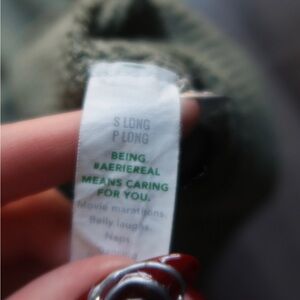 S LONG
P LONG
BEING
#AERIEREAL
MEANS CARING
FOR YOU.
Movie marathons.
Belly laughs.
Naps.